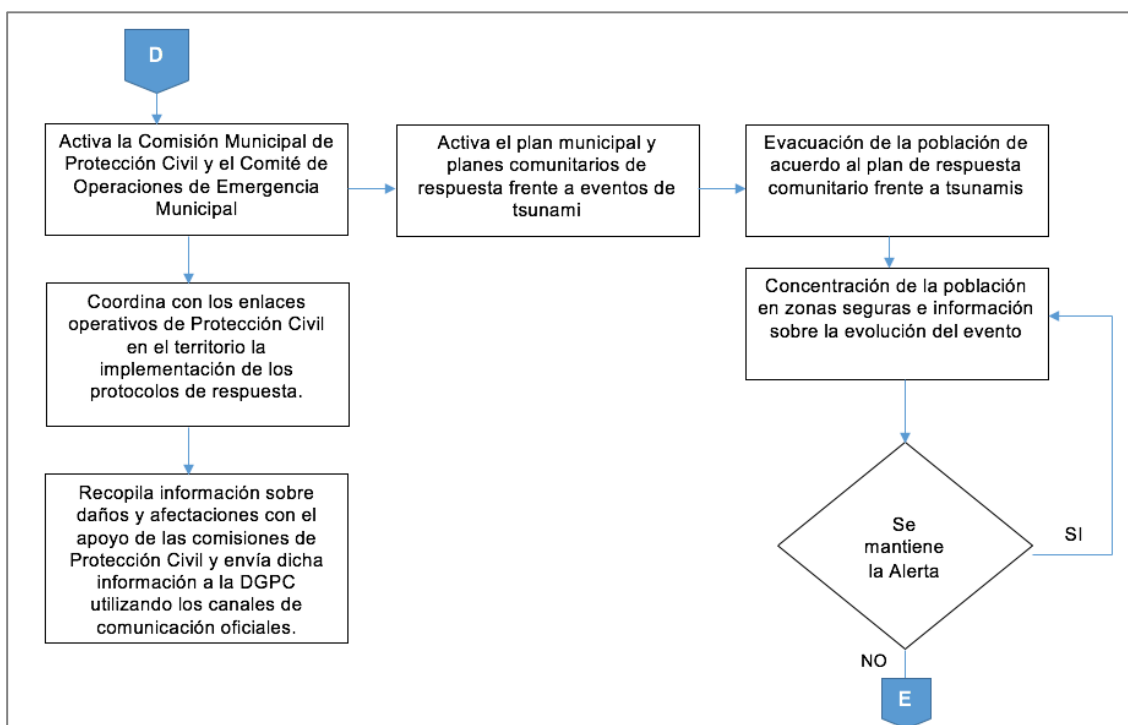 D
Activa la Comisión Municipal de
Protección Civil y el Comité de
Operaciones de Emergencia
Municipal
Activa el plan municipal y
planes comunitarios de
respuesta frente a eventos de
tsunami
Evacuación de la población de
acuerdo al plan de respuesta
comunitario frente a tsunamis
Coordina con los enlaces
operativos de Protección Civil
en el territorio la
implementación de los
protocolos de respuesta.
Concentración de la población
en zonas seguras e información
sobre la evolución del evento
Recopila información sobre
daños y afectaciones con el
apoyo de las comisiones de
Protección Civil y envía dicha
información a la DGPC
utilizando los canales de
comunicación oficiales.
Se
mantiene
la Alerta
SI
NO
E